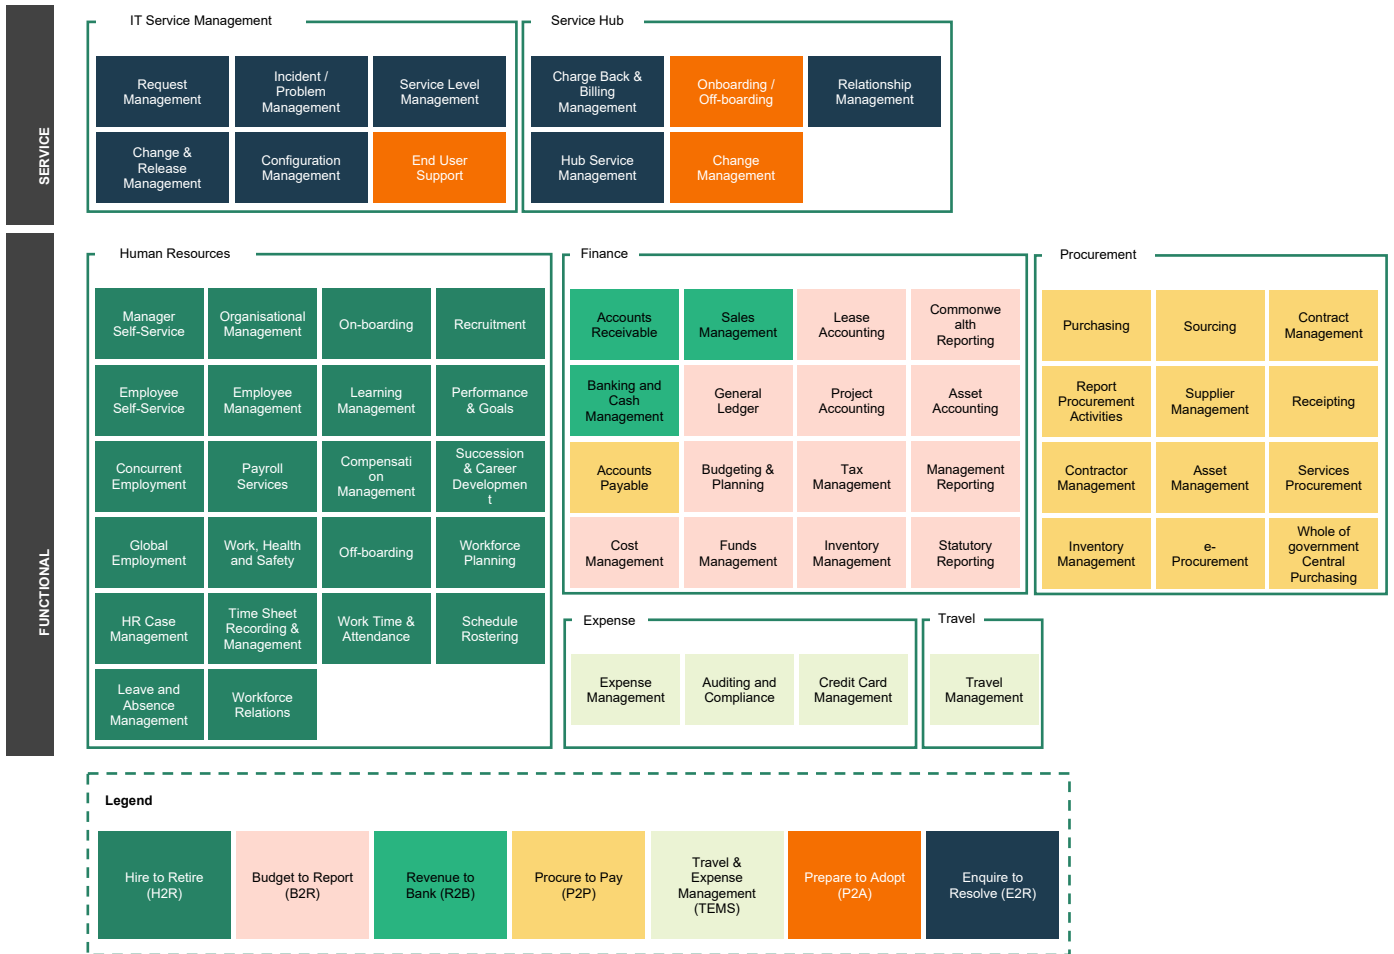 SERVICE
IT Service Management
Request
Management
Incident /
Problem
Management
Service Level
Management
Change &
Release
Management
Configuration
Management
End User
Support
Service Hub
Charge Back &
Billing
Management
Onboarding /
Off-boarding
Relationship
Management
Hub Service
Management
Change
Management
FUNCTIONAL
Human Resources
Manager
Self-Service
Organisational
Management
On-boarding
Recruitment
Employee
Self-Service
Employee
Management
Learning
Management
Performance
& Goals
Concurrent
Employment
Payroll
Services
Compensati
on
Management
Succession
& Career
Developmen
t
Global
Employment
Work, Health
and Safety
Off-boarding
Workforce
Planning
HR Case
Management
Time Sheet
Recording &
Management
Work Time &
Attendance
Schedule
Rostering
Leave and
Absence
Management
Workforce
Relations
Finance
Accounts
Receivable
Sales
Management
Lease
Accounting
Commonwe
alth
Reporting
Banking and
Cash
Management
General
Ledger
Project
Accounting
Asset
Accounting
Accounts
Payable
Budgeting &
Planning
Tax
Management
Management
Reporting
Cost
Management
Funds
Management
Inventory
Management
Statutory
Reporting
Procurement
Purchasing
Sourcing
Contract
Management
Report
Procurement
Activities
Supplier
Management
Receipting
Contractor
Management
Asset
Management
Services
Procurement
Inventory
Management
e-
Procurement
Whole of
government
Central
Purchasing
Expense
Expense
Management
Auditing and
Compliance
Credit Card
Management
Travel
Travel
Management
Legend
Hire to Retire
(H2R)
Budget to Report
(B2R)
Revenue to
Bank (R2B)
Procure to Pay
(P2P)
Travel &
Expense
Management
(TEMS)
Prepare to Adopt
(P2A)
Enquire to
Resolve (E2R)